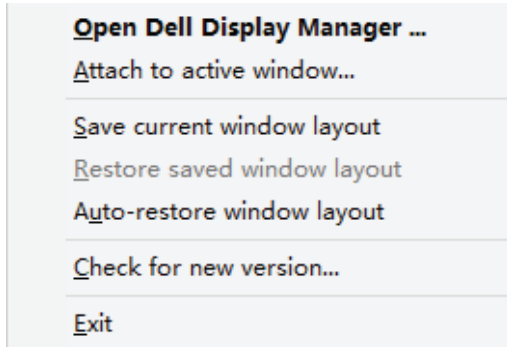 Open Dell Display Manager ...
Attach to active window...
Save current window layout
Restore saved window layout
Auto-restore window layout
Check for new version...
Exit